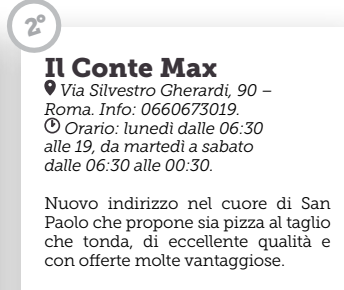 2°
Il Conte Max
Via Silvestro Gherardi, 90 –
Roma. Info: 0660673019.
Orario: lunedì dalle 06:30
alle 19, da martedì a sabato
dalle 06:30 alle 00:30.
Nuovo indirizzo nel cuore di San
Paolo che propone sia pizza al taglio
che tonda, di eccellente qualità e
con offerte molte vantaggiose.